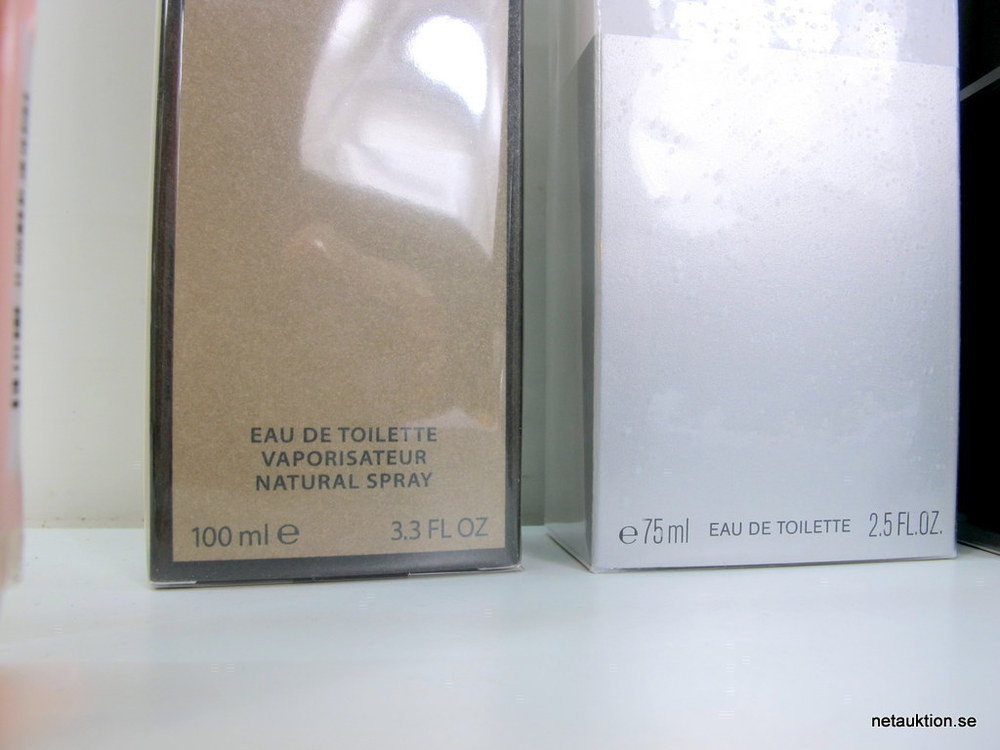 EAU DE TOILETTE
VAPORISATEUR
NATURAL SPRAY
100 ml ℮ 3.3 FL OZ
℮ 75 ml EAU DE TOILETTE 2.5 FL.OZ.
netauktion.se